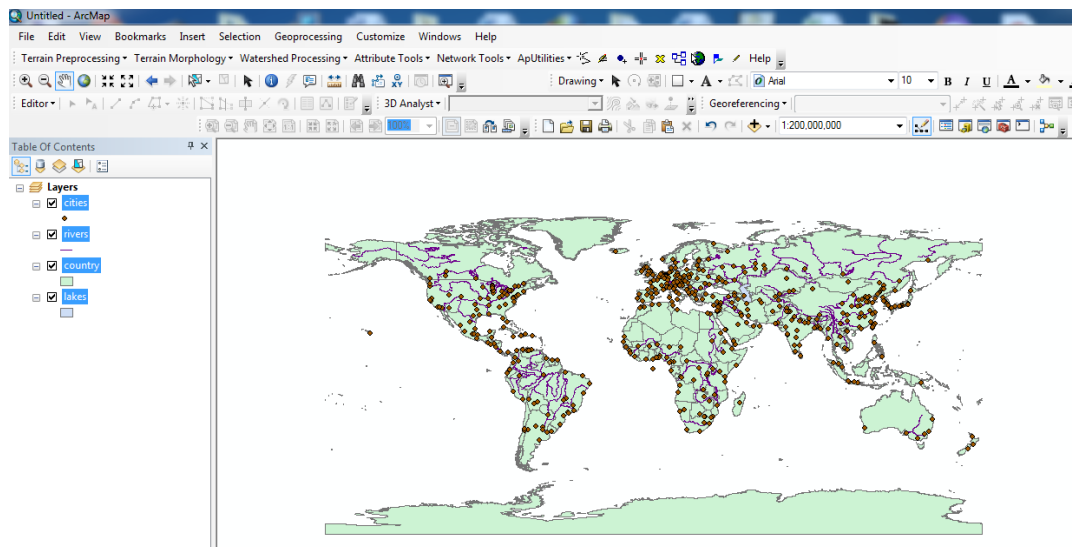 Untitled - ArcMap
File Edit View Bookmarks Insert Selection Geoprocessing Customize Windows Help
Terrain Preprocessing Terrain Morphology Watershed Processing Attribute Tools Network Tools ApUtilities Help
Drawing A Arial 10 B I U A
Editor 3D Analyst Georeferencing
100% 1:200,000,000
Table Of Contents
Layers
cities
rivers
country
lakes